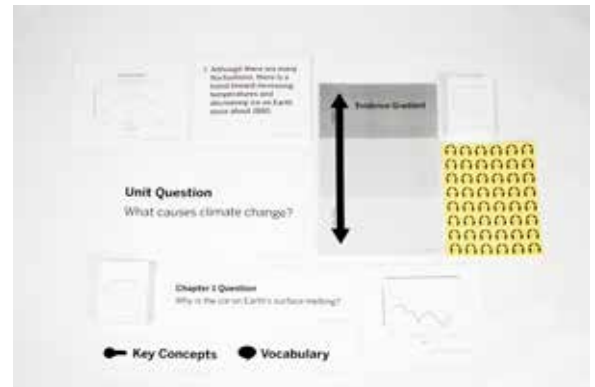 1. Although there are many
fluctuations, there is a
trend toward increasing
temperatures and
decreasing ice on Earth
since about
Evidence Gradient
Unit Question
What causes climate change?
Chapter 1 Question
Why is the ice on Earth's surface melting?
Key Concepts
Vocabulary